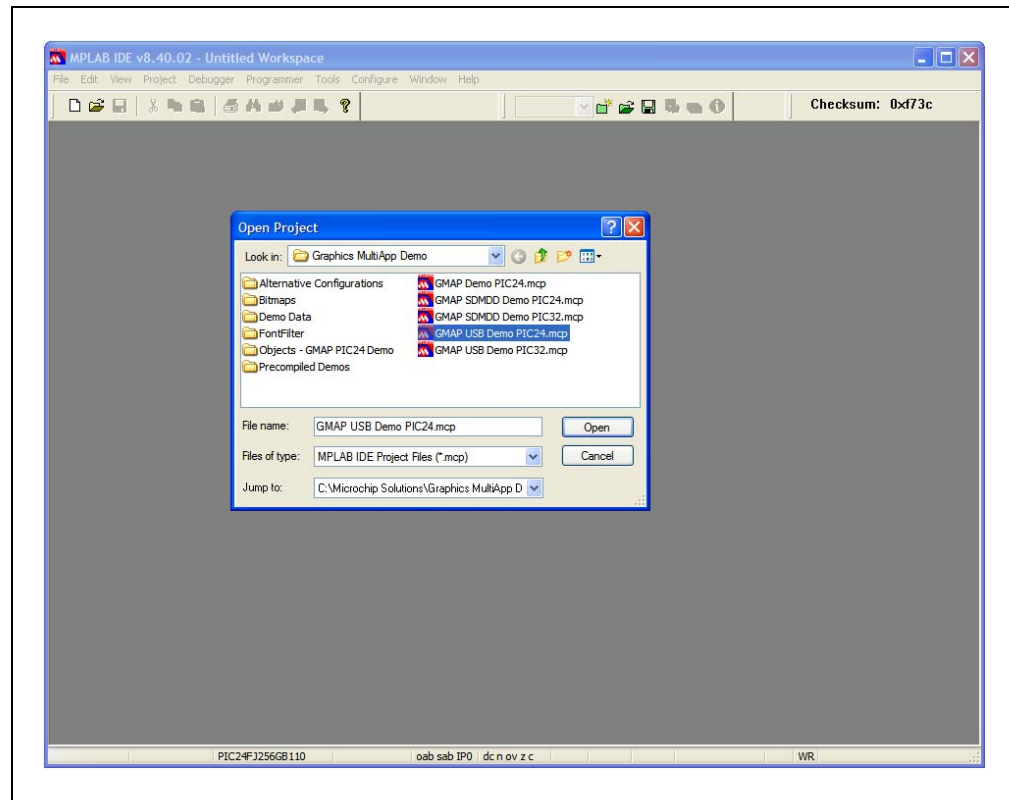 MPLAB IDE v8.40.02 - Untitled Workspace
File Edit View Project Debugger Programmer Tools Configure Window Help
Checksum: 0xf73c
Open Project
Look in: Graphics MultiApp Demo
Alternative Configurations
Bitmaps
Demo Data
FontFilter
Objects - GMAP PIC24 Demo
Precompiled Demos
GMAP Demo PIC24.mcp
GMAP SDMDD Demo PIC24.mcp
GMAP SDMDD Demo PIC32.mcp
GMAP USB Demo PIC24.mcp
GMAP USB Demo PIC32.mcp
File name: GMAP USB Demo PIC24.mcp Open
Files of type: MPLAB IDE Project Files (*.mcp) Cancel
Jump to: C:\Microchip Solutions\Graphics MultiApp D
PIC24FJ256GB110 oab sab IP0 dc n ov z c WR